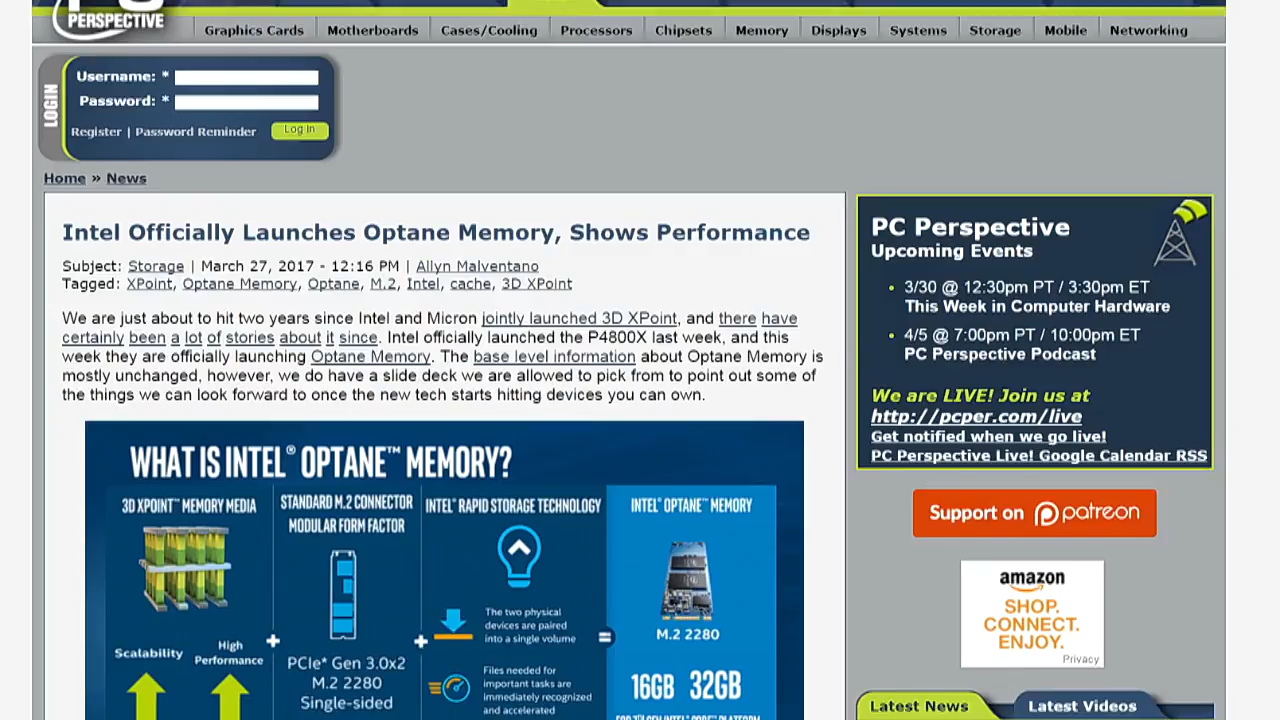 PERSPECTIVE
Graphics Cards Motherboards Cases/Cooling Processors Chipsets Memory Displays Systems Storage Mobile Networking
LOGIN
Username: *
Password: *
Register | Password Reminder Log In
Home » News
Intel Officially Launches Optane Memory, Shows Performance
Subject: Storage | March 27, 2017 - 12:16 PM | Allyn Malventano
Tagged: XPoint, Optane Memory, Optane, M.2, Intel, cache, 3D XPoint
We are just about to hit two years since Intel and Micron jointly launched 3D XPoint, and there have
certainly been a lot of stories about it since. Intel officially launched the P4800X last week, and this
week they are officially launching Optane Memory. The base level information about Optane Memory is
mostly unchanged, however, we do have a slide deck we are allowed to pick from to point out some of
the things we can look forward to once the new tech starts hitting devices you can own.
WHAT IS INTEL® OPTANE™ MEMORY?
3D XPOINT™ MEMORY MEDIA
Scalability
High
Performance
+
STANDARD M.2 CONNECTOR
MODULAR FORM FACTOR
PCIe* Gen 3.0x2
M.2 2280
Single-sided
+
INTEL® RAPID STORAGE TECHNOLOGY
The two physical
devices are paired
into a single volume
Files needed for
important tasks are
immediately recognized
and accelerated
=
INTEL® OPTANE™ MEMORY
M.2 2280
16GB 32GB
FOR 7TH GEN INTEL® CORE™ PLATFORM
PC Perspective
Upcoming Events
• 3/30 @ 12:30pm PT / 3:30pm ET
This Week in Computer Hardware
• 4/5 @ 7:00pm PT / 10:00pm ET
PC Perspective Podcast
We are LIVE! Join us at
http://pcper.com/live
Get notified when we go live!
PC Perspective Live! Google Calendar RSS
Support on patreon
amazon
SHOP.
CONNECT.
ENJOY.
Privacy
Latest News Latest Videos